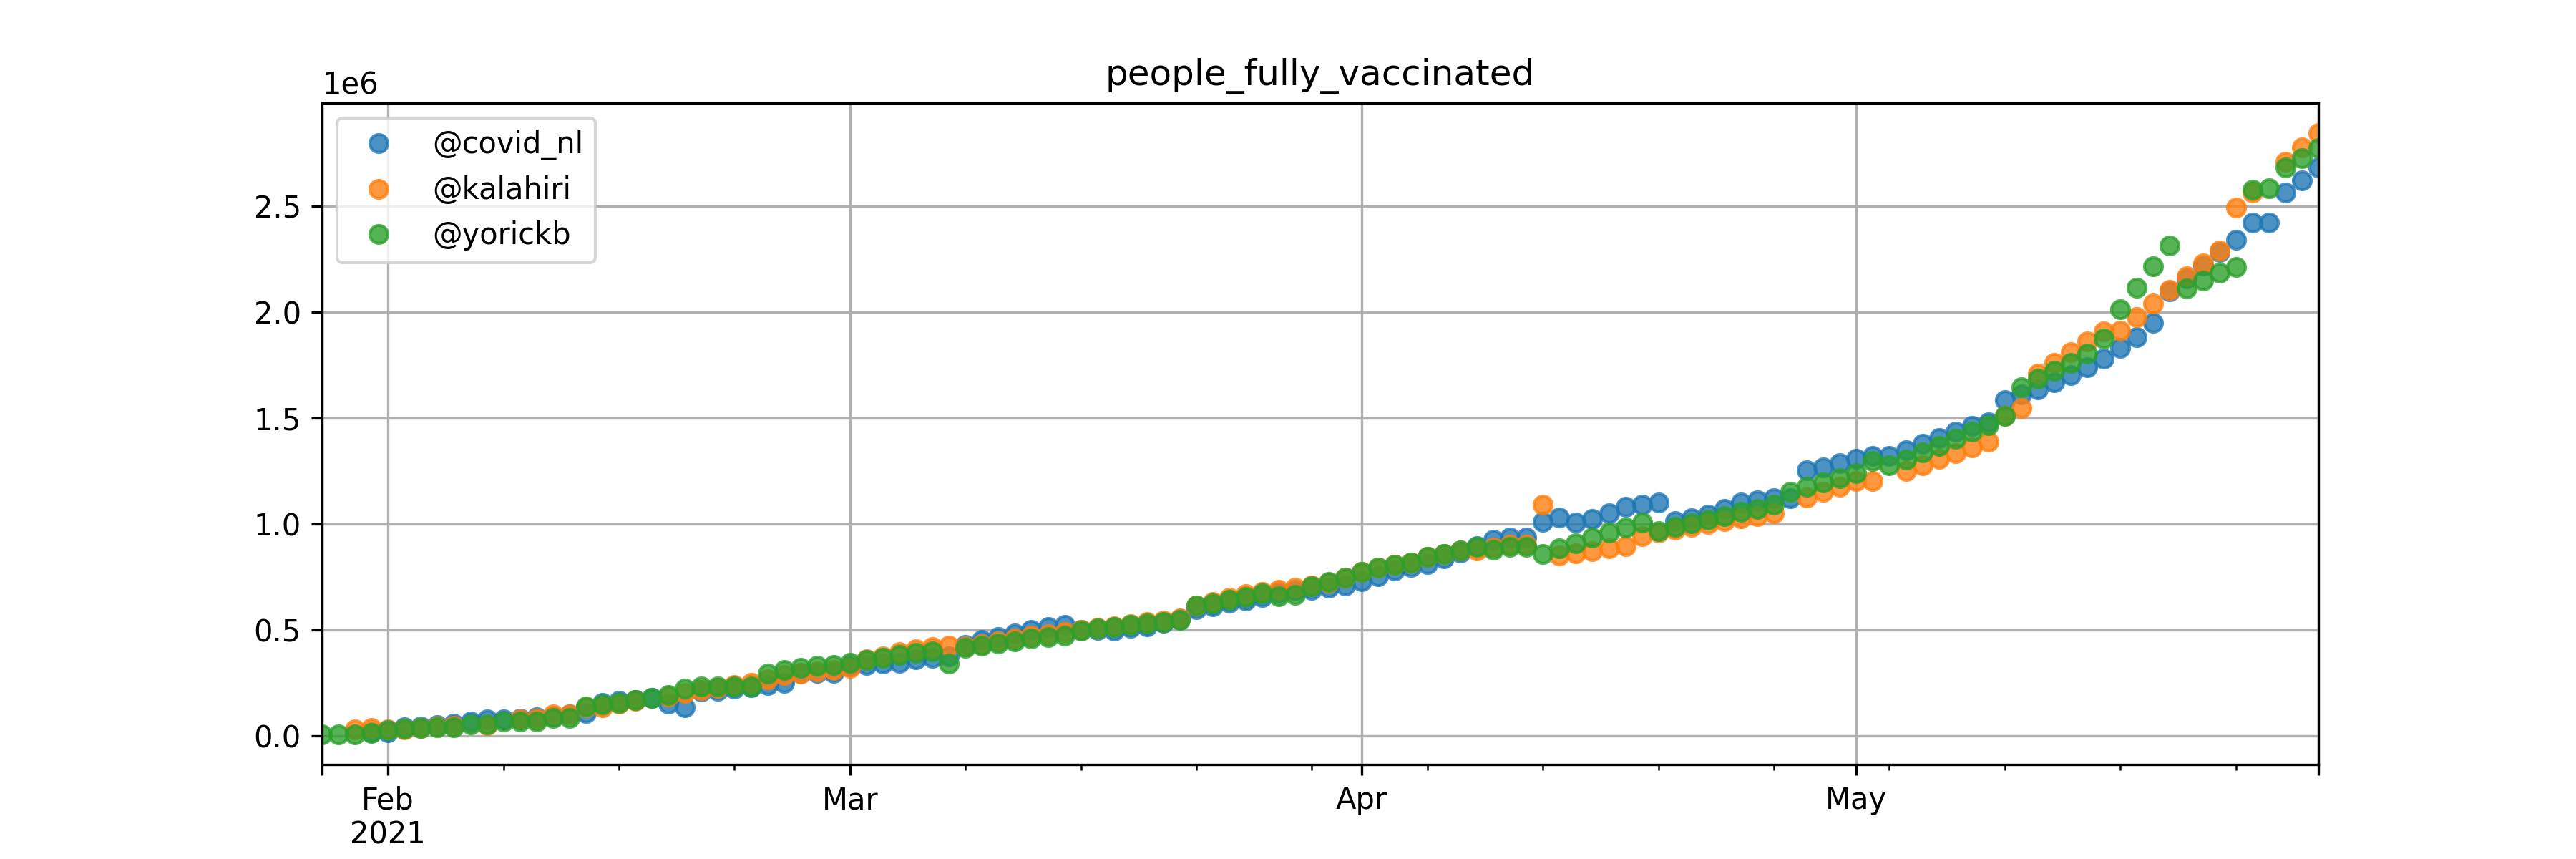 people_fully_vaccinated
1e6
@covid_nl
@kalahiri
@yorickb
2.5
2.0
1.5
1.0
0.5
0.0
Feb Mar Apr May
2021